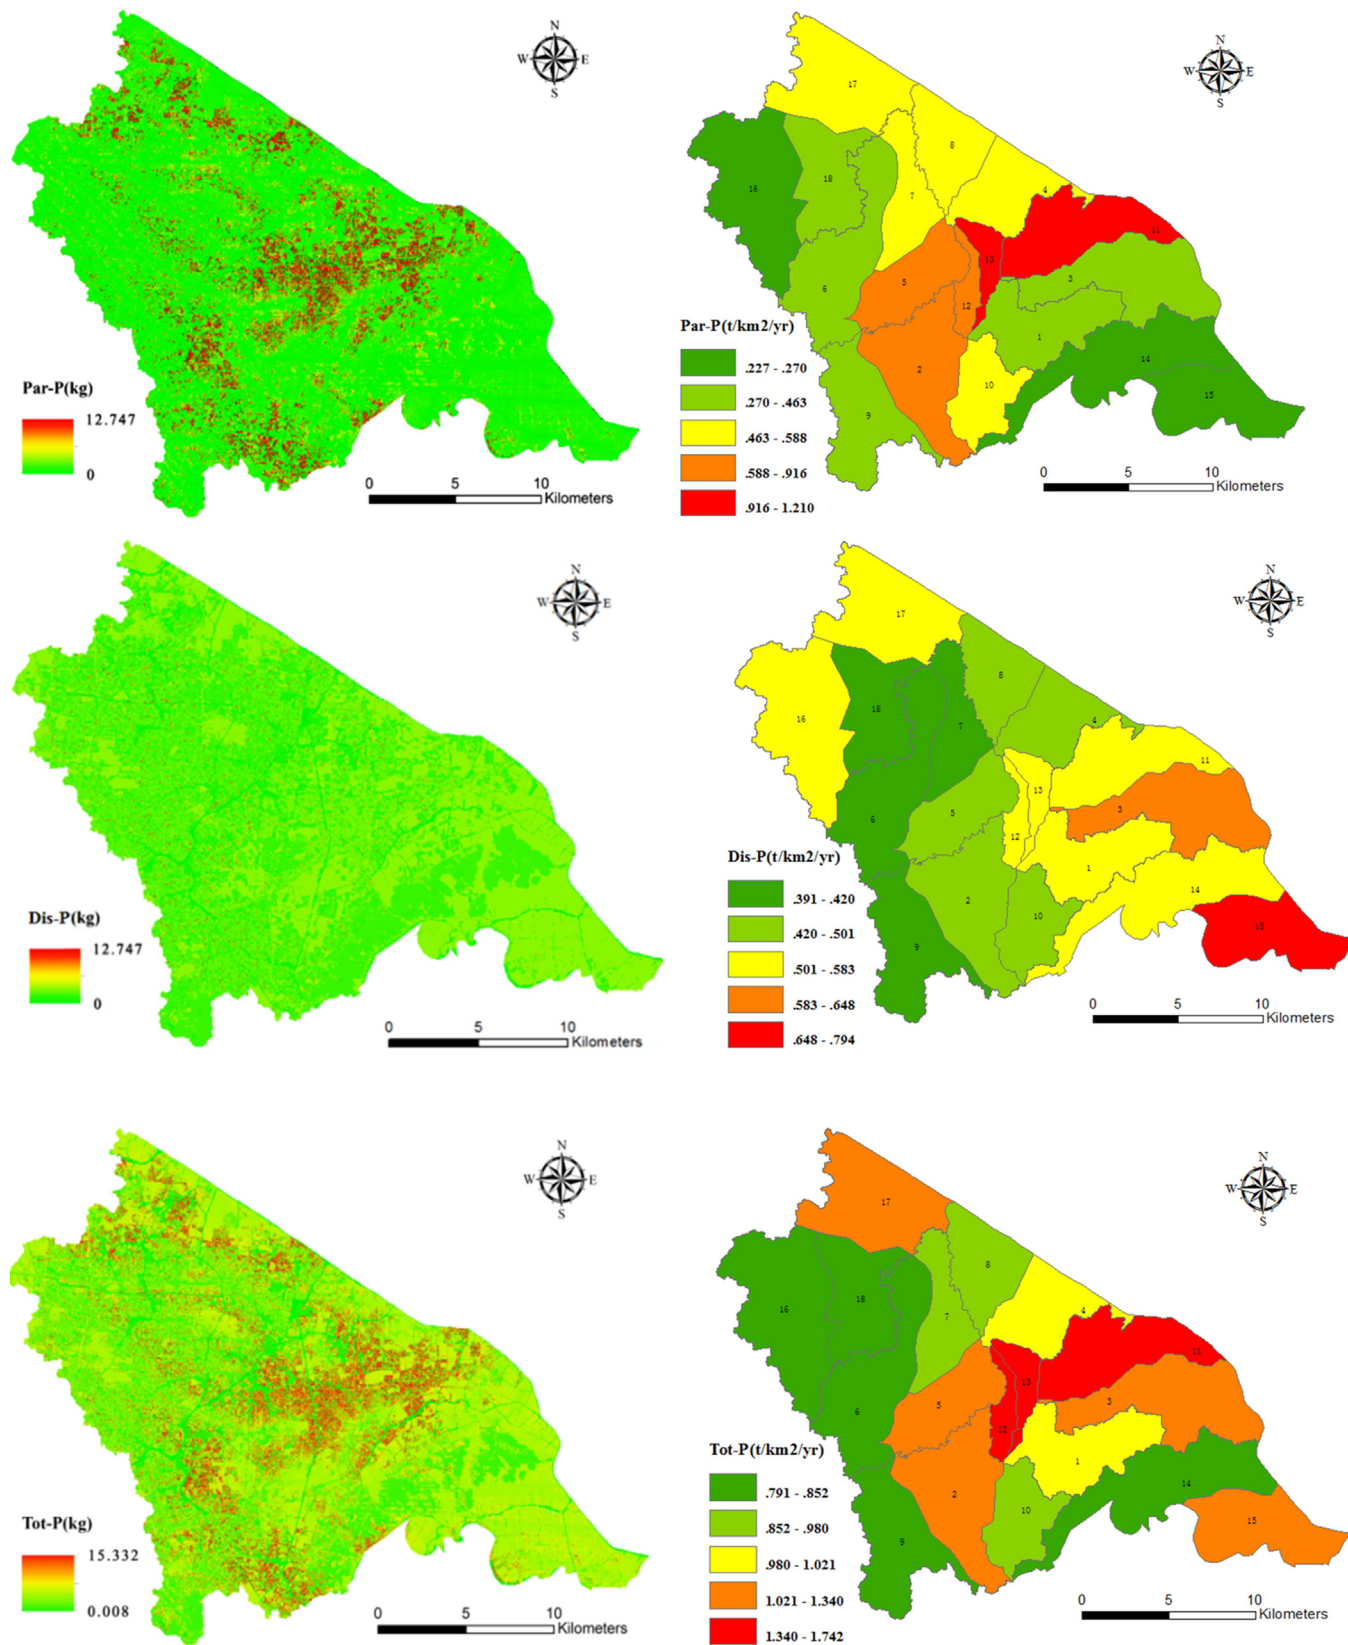 N
W E
S
Par-P(kg)
12.747
0
0 5 10
Kilometers
N
W E
S
17
8
16
18
7
4
11
13
3
6
5
12
1
14
2
10
15
9
Par-P(t/km2/yr)
.227 - .270
.270 - .463
.463 - .588
.588 - .916
.916 - 1.210
0 5 10
Kilometers
N
W E
S
Dis-P(kg)
12.747
0
0 5 10
Kilometers
N
W E
S
17
8
16
18
7
4
11
13
3
6
5
12
1
14
2
10
15
9
Dis-P(t/km2/yr)
.391 - .420
.420 - .501
.501 - .583
.583 - .648
.648 - .794
0 5 10
Kilometers
N
W E
S
Tot-P(kg)
15.332
0.008
0 5 10
Kilometers
N
W E
S
17
8
16
18
7
4
11
13
3
6
5
12
1
14
2
10
15
9
Tot-P(t/km2/yr)
.791 - .852
.852 - .980
.980 - 1.021
1.021 - 1.340
1.340 - 1.742
0 5 10
Kilometers